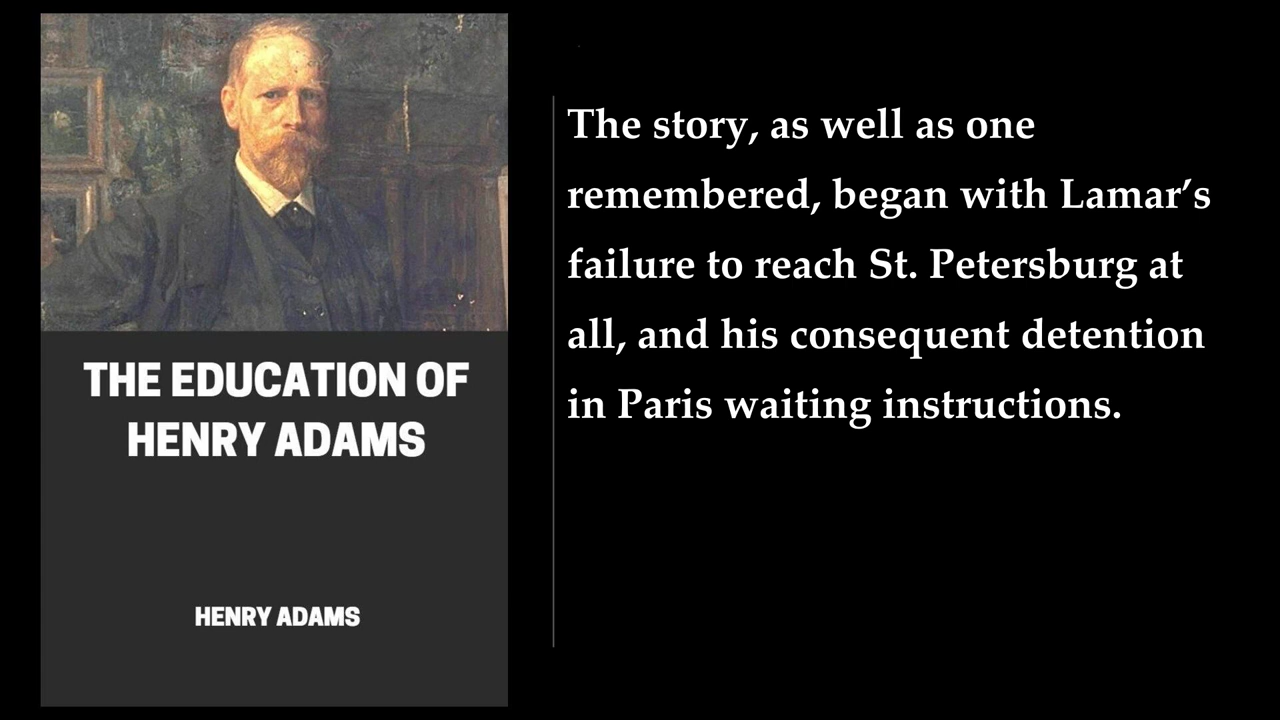 THE EDUCATION OF
HENRY ADAMS
HENRY ADAMS
The story, as well as one
remembered, began with Lamar’s
failure to reach St. Petersburg at
all, and his consequent detention
in Paris waiting instructions.